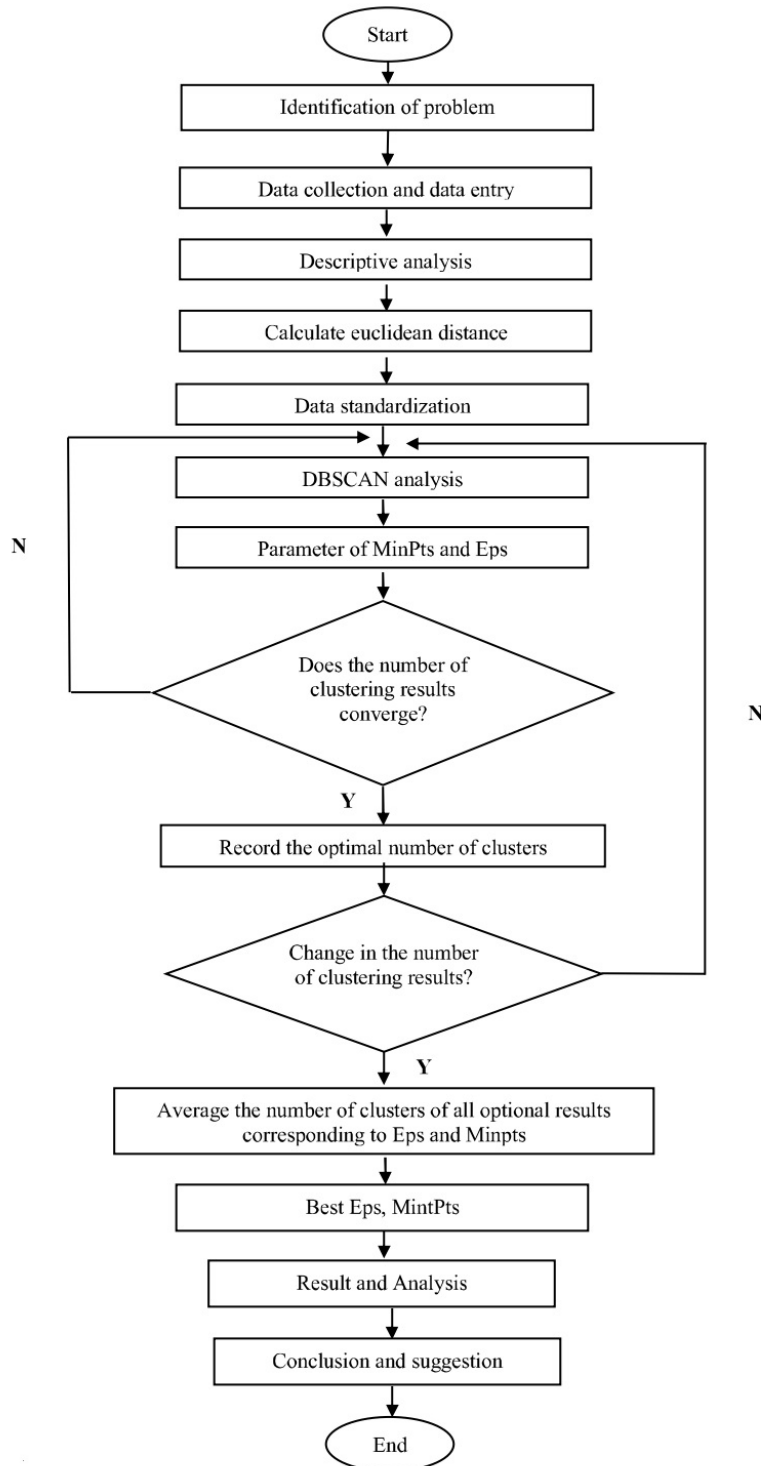 Start
Identification of problem
Data collection and data entry
Descriptive analysis
Calculate euclidean distance
Data standardization
DBSCAN analysis
N
Parameter of MinPts and Eps
Does the number of
clustering results
converge?
N
Y
Record the optimal number of clusters
Change in the number
of clustering results?
Y
Average the number of clusters of all optional results
corresponding to Eps and Minpts
Best Eps, MintPts
Result and Analysis
Conclusion and suggestion
End